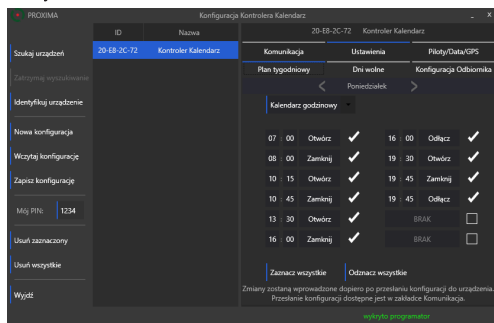 PROXIMA
Konfiguracja Kontrolera Kalendarz
_ X
ID Nazwa
20-E8-2C-72 Kontroler Kalendarz
20-E8-2C-72 Kontroler Kalendarz
Szukaj urządzeń
Zatrzymaj wyszukiwanie
Identyfikuj urządzenie
Nowa konfiguracja
Wczytaj konfigurację
Zapisz konfigurację
Mój PIN: 1234
Usuń zaznaczony
Usuń wszystkie
Wyjdź
Komunikacja Ustawienia Piloty/Data/GPS
Plan tygodniowy Dni wolne Konfiguracja Odbiornika
< Poniedziałek >
Kalendarz godzinowy
07 : 00 Otwórz 16 : 00 Odłącz
08 : 00 Zamknij 19 : 30 Otwórz
10 : 15 Otwórz 19 : 45 Zamknij
10 : 45 Zamknij 19 : 45 Odłącz
13 : 30 Otwórz BRAK
16 : 00 Zamknij BRAK
Zaznacz wszystkie Odznacz wszystkie
Zmiany zostaną wprowadzone dopiero po przesłaniu konfiguracji do urządzenia.
Przesłanie konfiguracji dostępne jest w zakładce Komunikacja.
wykryto programator